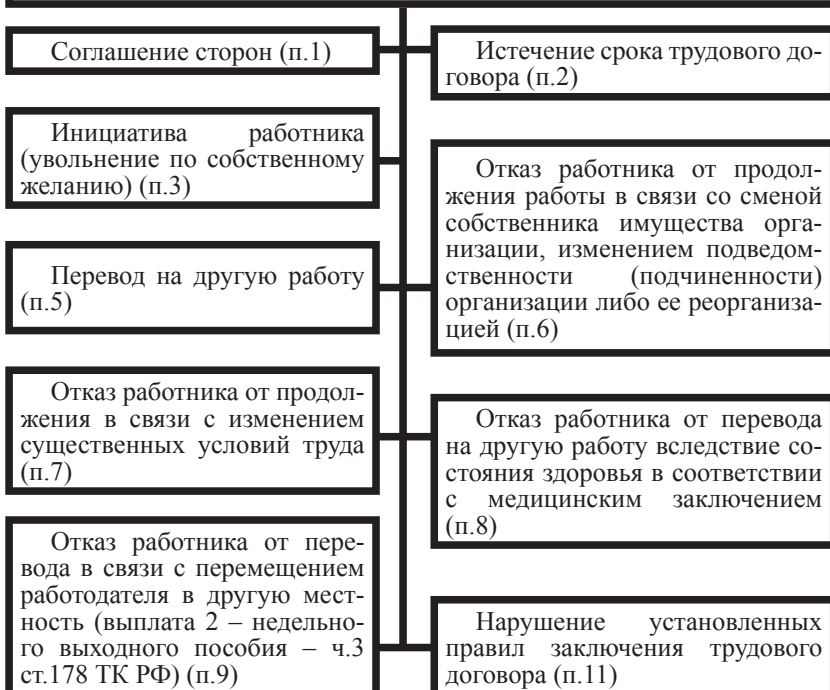 Соглашение сторон (п.1)
Истечение срока трудового до-
говора (п.2)
Инициатива работника
(увольнение по собственному
желанию) (п.3)
Отказ работника от продол-
жения работы в связи со сменой
собственника имущества орга-
низации, изменением подведом-
ственности (подчиненности)
организации либо ее реорганиза-
цией (п.6)
Перевод на другую работу
(п.5)
Отказ работника от продол-
жения в связи с изменением
существенных условий труда
(п.7)
Отказ работника от перевода
на другую работу вследствие со-
стояния здоровья в соответствии
с медицинским заключением
(п.8)
Отказ работника от пере-
вода в связи с перемещением
работодателя в другую мест-
ность (выплата 2 – недельно-
го выходного пособия – ч.3
ст.178 ТК РФ) (п.9)
Нарушение установленных
правил заключения трудового
договора (п.11)